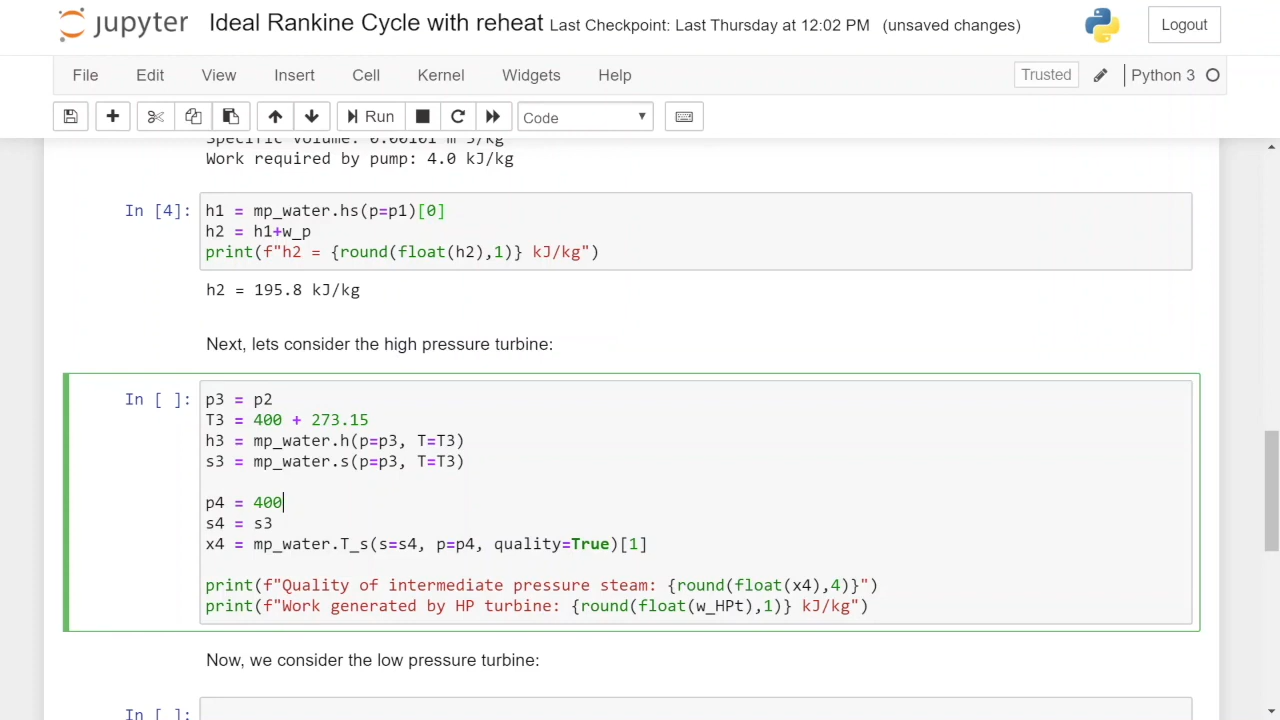 jupyter Ideal Rankine Cycle with reheat Last Checkpoint: Last Thursday at 12:02 PM (unsaved changes) Logout
File Edit View Insert Cell Kernel Widgets Help Trusted Python 3
Run Code
Specific volume: 0.00101 m^3/kg
Work required by pump: 4.0 kJ/kg
In [4]: h1 = mp_water.hs(p=p1)[0]
h2 = h1+w_p
print(f"h2 = {round(float(h2),1)} kJ/kg")
h2 = 195.8 kJ/kg
Next, lets consider the high pressure turbine:
In [ ]: p3 = p2
T3 = 400 + 273.15
h3 = mp_water.h(p=p3, T=T3)
s3 = mp_water.s(p=p3, T=T3)
p4 = 400
s4 = s3
x4 = mp_water.T_s(s=s4, p=p4, quality=True)[1]
print(f"Quality of intermediate pressure steam: {round(float(x4),4)}")
print(f"Work generated by HP turbine: {round(float(w_HPt),1)} kJ/kg")
Now, we consider the low pressure turbine:
In [ ]: